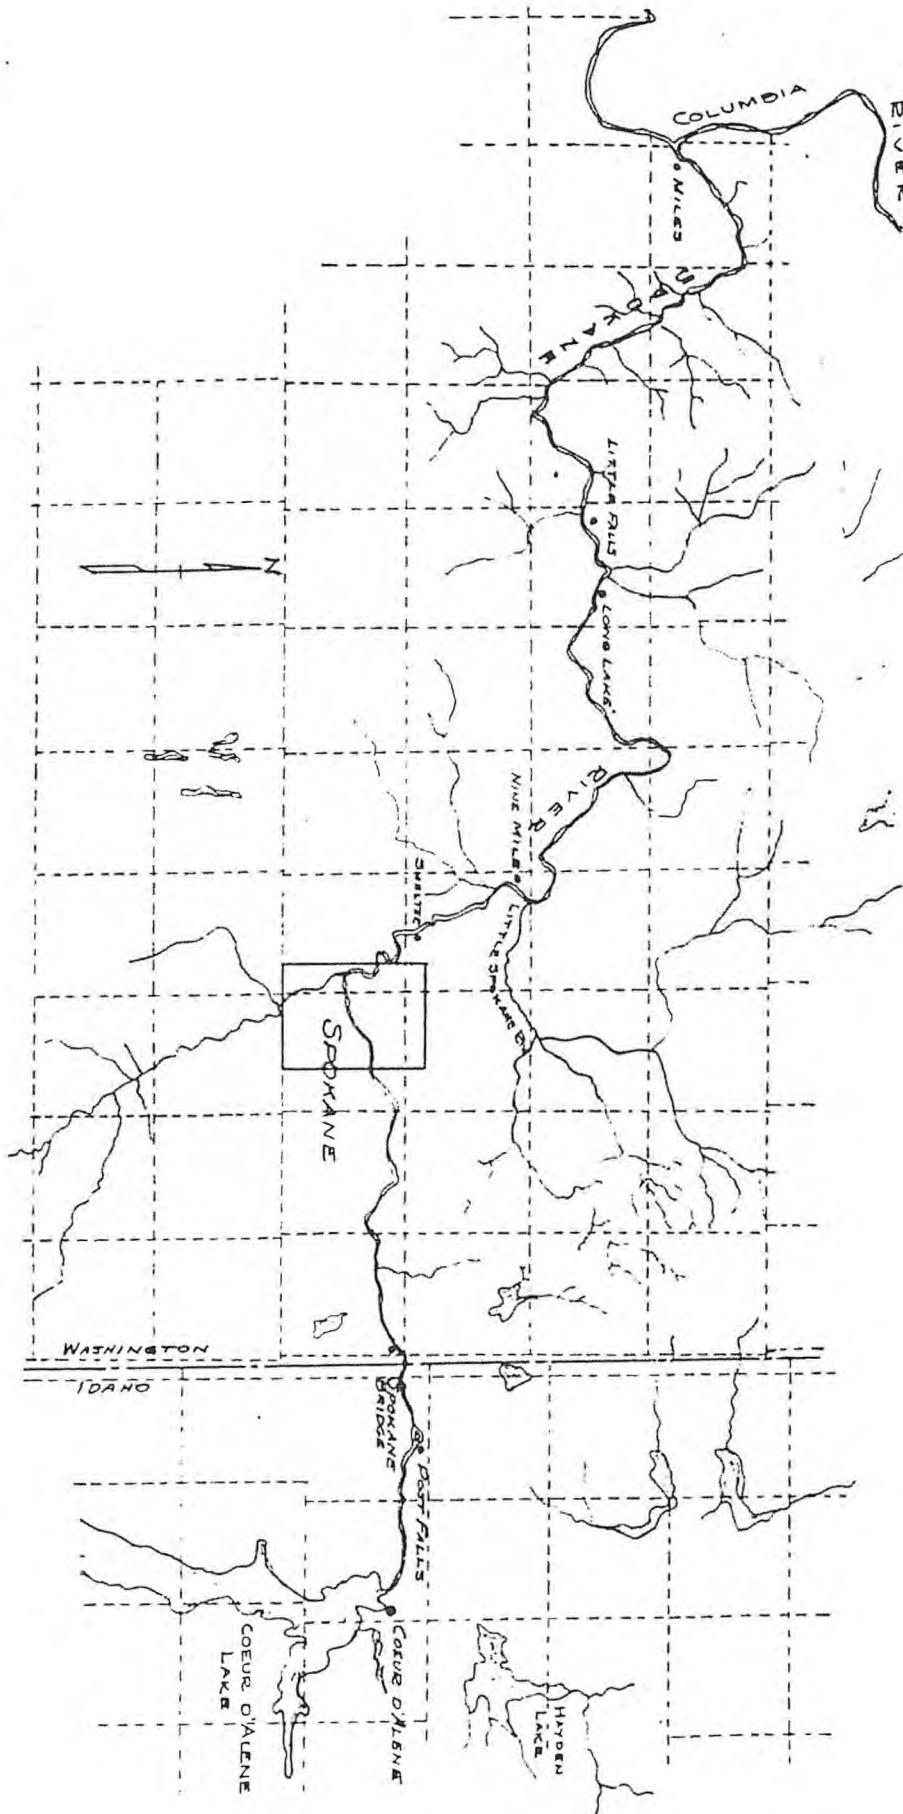 COLUMBIA
RIVER
NILES
SPOKANE
LITTLE FALLS
LONG LAKE
RIVER
NINE MILE
LITTLE SPOKANE
SPOKANE
N
WASHINGTON
IDAHO
SPOKANE
BRIDGE
POST FALLS
COEUR D'ALENE
COEUR D'ALENE
LAKE
HAYDEN
LAKE